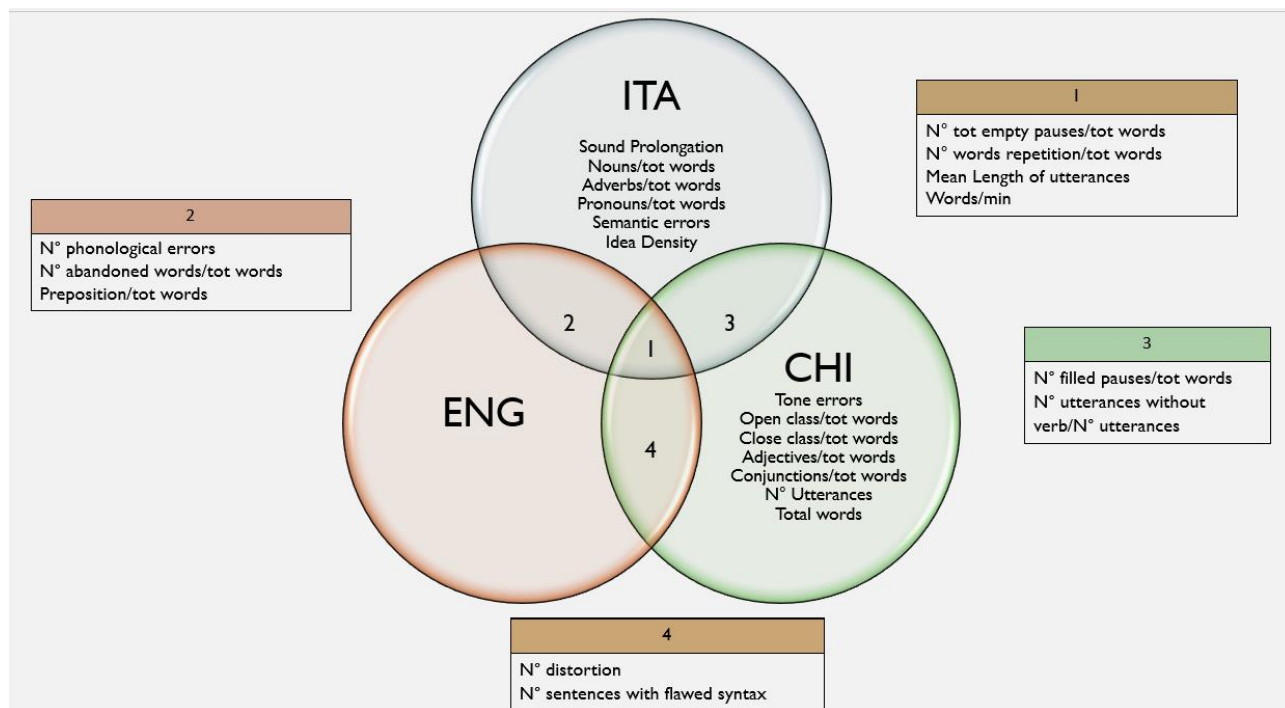 ITA
Sound Prolongation
Nouns/tot words
Adverbs/tot words
Pronouns/tot words
Semantic errors
Idea Density
1
N° tot empty pauses/tot words
N° words repetition/tot words
Mean Length of utterances
Words/min
2
N° phonological errors
N° abandoned words/tot words
Preposition/tot words
2
1
3
3
N° filled pauses/tot words
N° utterances without
verb/N° utterances
ENG
4
CHI
Tone errors
Open class/tot words
Close class/tot words
Adjectives/tot words
Conjunctions/tot words
N° Utterances
Total words
4
N° distortion
N° sentences with flawed syntax